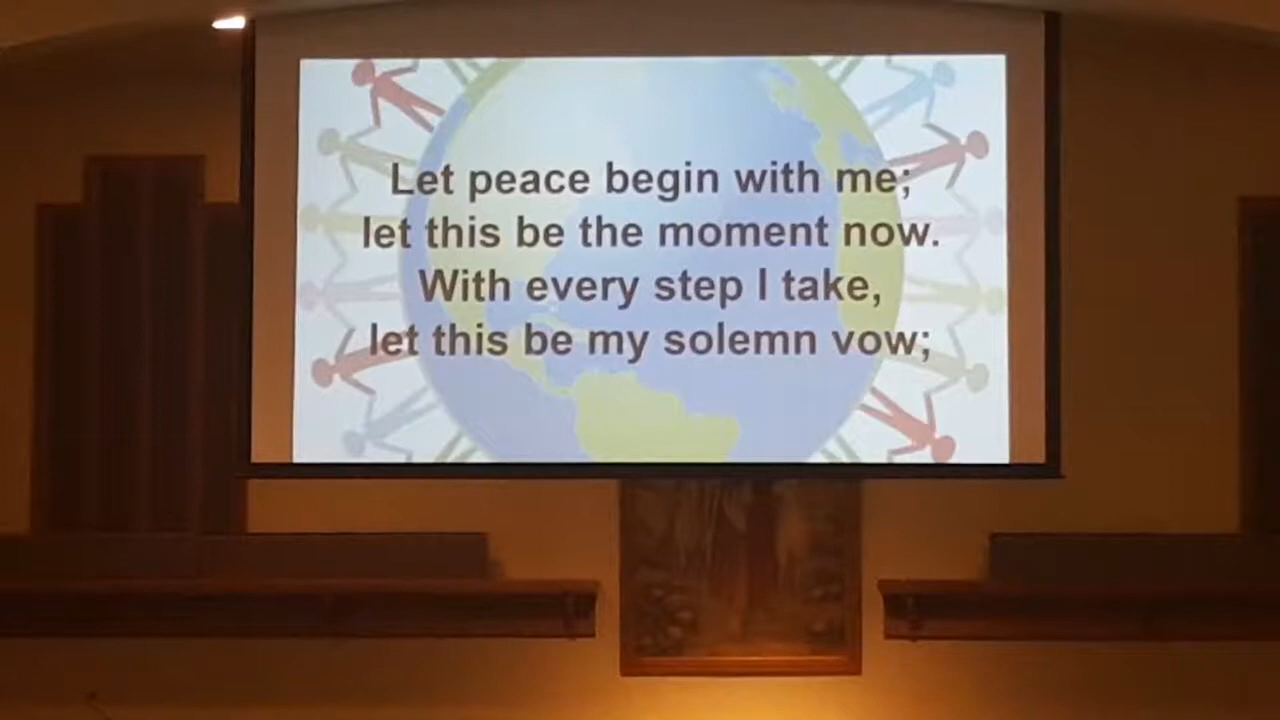 Let peace begin with me;
let this be the moment now.
With every step I take,
let this be my solemn vow;